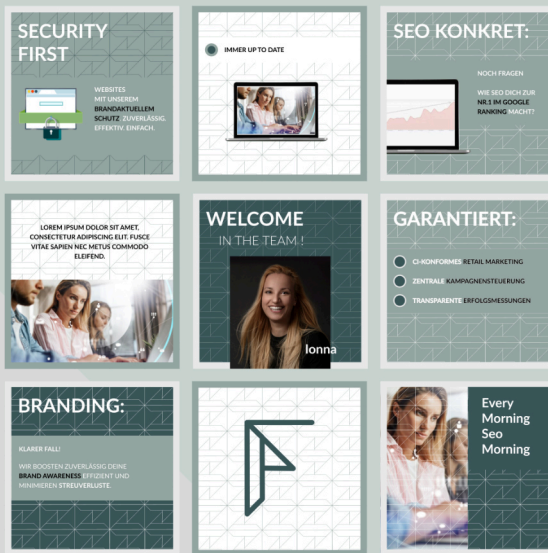 SECURITY
FIRST
WEBSITES
MIT UNSEREM
BRANDAKTUELLEM
SCHUTZ. ZUVERLÄSSIG.
EFFEKTIV. EINFACH.
IMMER UP TO DATE
SEO KONKRET:
NOCH FRAGEN
WIE SEO DICH ZUR
NR.1 IM GOOGLE
RANKING MACHT?
LOREM IPSUM DOLOR SIT AMET,
CONSECTETUR ADIPISCING ELIT. FUSCE
VITAE SAPIEN NEC METUS COMMODO
ELEIFEND.
WELCOME
IN THE TEAM.!
Ionna
GARANTIERT:
CI-KONFORMES RETAIL MARKETING
ZENTRALE KAMPAGNENSTEUERUNG
TRANSPARENTE ERFOLGSMESSUNGEN
BRANDING:
KLARER FALL!
WIR BOOSTEN ZUVERLÄSSIG DEINE
BRAND AWARENESS EFFIZIENT UND
MINIMIEREN STREUVERLUSTE.
Every
Morning
Seo
Morning